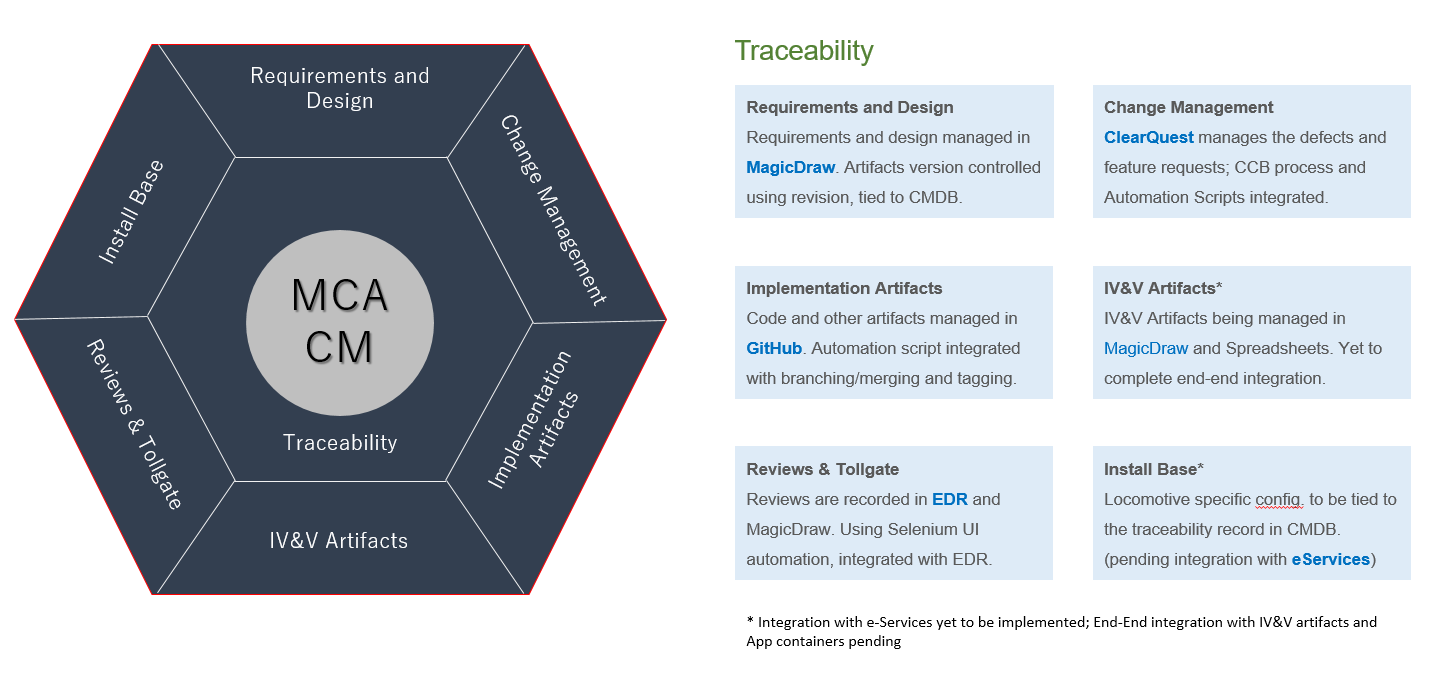 Requirements and
Design
Change Management
Install Base
MCA
CM
Traceability
Reviews & Tollgate
Implementation
Artifacts
IV&V Artifacts
Traceability
Requirements and Design
Requirements and design managed in
MagicDraw. Artifacts version controlled
using revision, tied to CMDB.
Change Management
ClearQuest manages the defects and
feature requests; CCB process and
Automation Scripts integrated.
Implementation Artifacts
Code and other artifacts managed in
GitHub. Automation script integrated
with branching/merging and tagging.
IV&V Artifacts*
IV&V Artifacts being managed in
MagicDraw and Spreadsheets. Yet to
complete end-end integration.
Reviews & Tollgate
Reviews are recorded in EDR and
MagicDraw. Using Selenium UI
automation, integrated with EDR.
Install Base*
Locomotive specific config. to be tied to
the traceability record in CMDB.
(pending integration with eServices)
* Integration with e-Services yet to be implemented; End-End integration with IV&V artifacts and
App containers pending